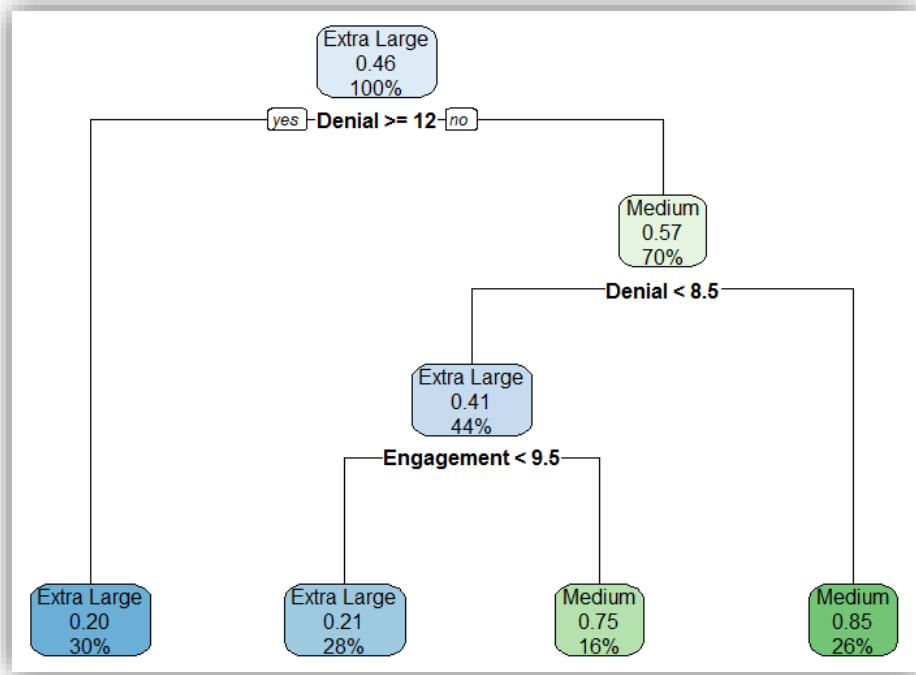 Extra Large
0.46
100%
yes Denial >= 12 no
Medium
0.57
70%
Denial < 8.5
Extra Large
0.41
44%
Engagement < 9.5
Extra Large
0.20
30%
Extra Large
0.21
28%
Medium
0.75
16%
Medium
0.85
26%